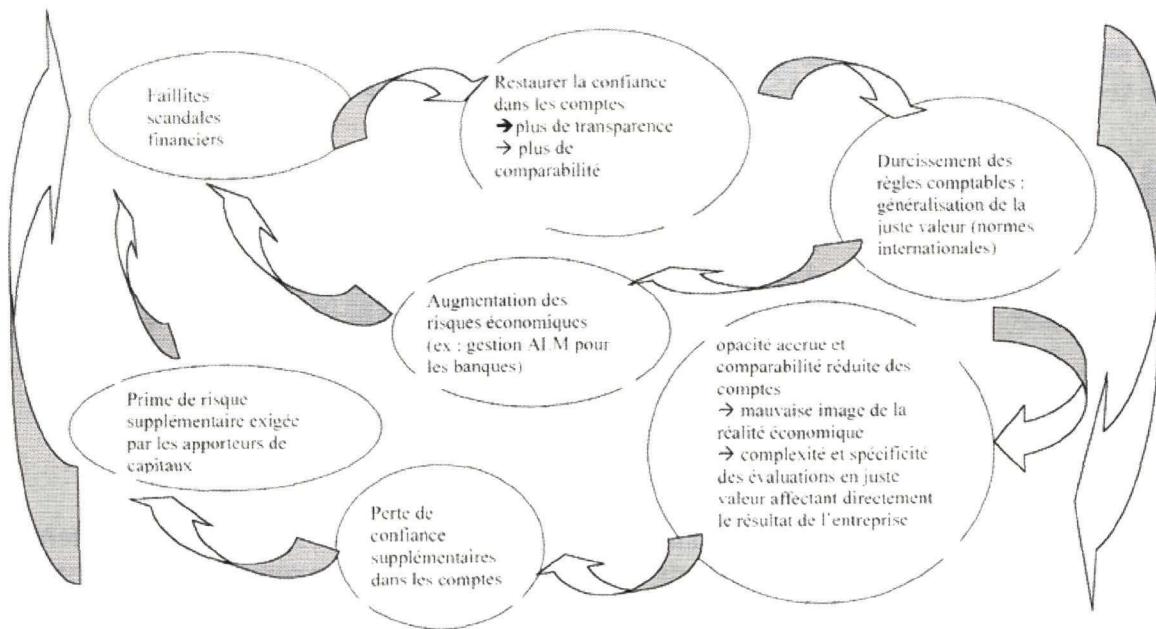 Faillites
scandales
financiers
Restaurer la confiance
dans les comptes
➔plus de transparence
→ plus de
comparabilité
Durcissement des
règles comptables :
généralisation de la
juste valeur (normes
internationales)
Augmentation des
risques économiques
(ex : gestion ALM pour
les banques)
opacité accrue et
comparabilité réduite des
comptes
→ mauvaise image de la
réalité économique
→ complexité et spécificité
des évaluations en juste
valeur affectant directement
le résultat de l'entreprise
Prime de risque
supplémentaire exigée
par les apporteurs de
capitaux
Perte de
confiance
supplémentaires
dans les comptes